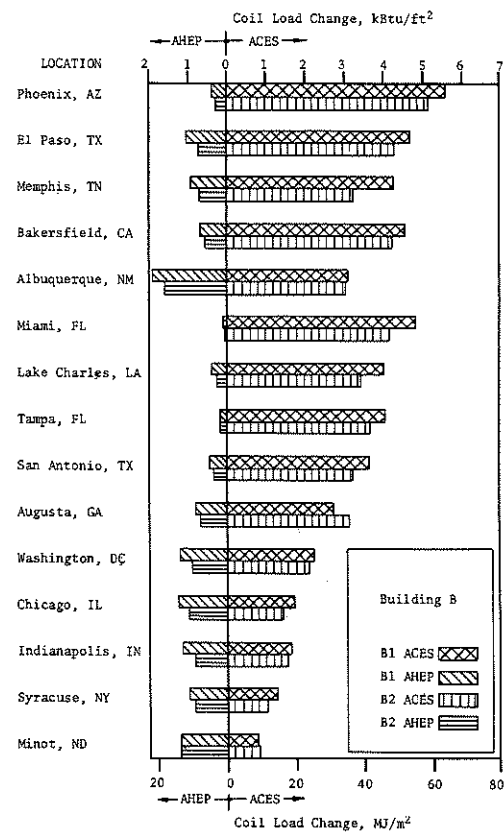 Coil Load Change, kBtu/ft²
AHEP ACES
LOCATION
2 1 0 1 2 3 4 5 6 7
Phoenix, AZ
El Paso, TX
Memphis, TN
Bakersfield, CA
Albuquerque, NM
Miami, FL
Lake Charles, LA
Tampa, FL
San Antonio, TX
Augusta, GA
Washington, DC
Chicago, IL
Indianapolis, IN
Syracuse, NY
Minot, ND
Building B
B1 ACES
B1 AHEP
B2 ACES
B2 AHEP
20 0 20 40 60 80
AHEP ACES
Coil Load Change, MJ/m²